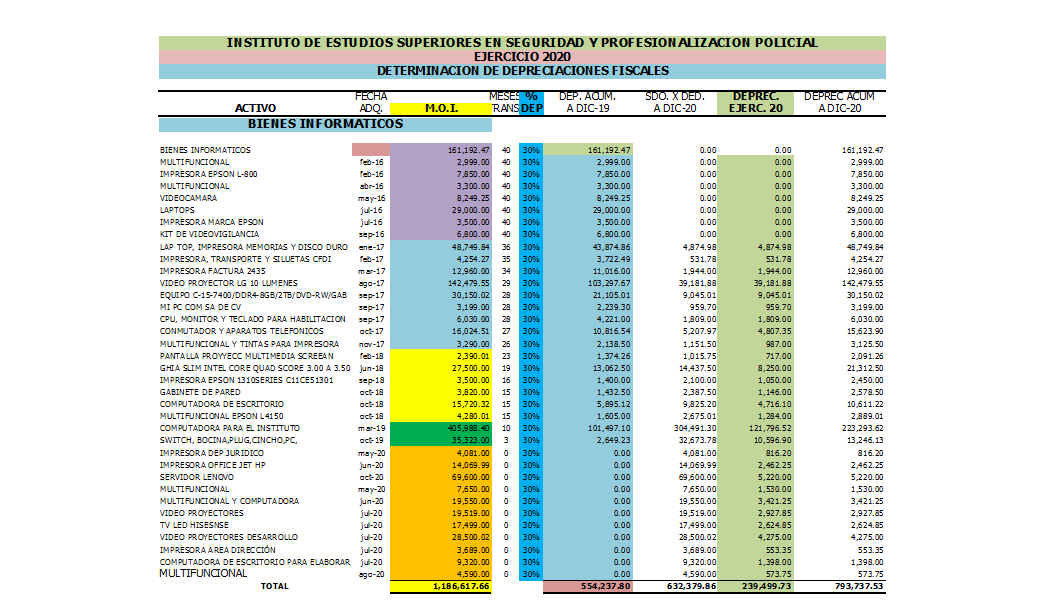 INSTITUTO DE ESTUDIOS SUPERIORES EN SEGURIDAD Y PROFESIONALIZACION POLICIAL
EJERCICIO 2020
DETERMINACION DE DEPRECIACIONES FISCALES
FECHA MESES % DEP. ACUM. SDO. X DED. DEPREC. DEPREC ACUM
ACTIVO ADQ. M.O.I. TRANS DEP A DIC-19 A DIC-20 EJERC. 20 A DIC-20
BIENES INFORMATICOS
BIENES INFORMATICOS 161,192.47 40 30% 161,192.47 0.00 0.00 161,192.47
MULTIFUNCIONAL feb-16 2,999.00 40 30% 2,999.00 0.00 0.00 2,999.00
IMPRESORA EPSON L-800 feb-16 7,850.00 40 30% 7,850.00 0.00 0.00 7,850.00
MULTIFUNCIONAL abr-16 3,300.00 40 30% 3,300.00 0.00 0.00 3,300.00
VIDEOCAMARA may-16 8,249.25 40 30% 8,249.25 0.00 0.00 8,249.25
LAPTOPS jul-16 29,000.00 40 30% 29,000.00 0.00 0.00 29,000.00
IMPRESORA MARCA EPSON jul-16 3,500.00 40 30% 3,500.00 0.00 0.00 3,500.00
KIT DE VIDEOVIGILANCIA sep-16 6,800.00 40 30% 6,800.00 0.00 0.00 6,800.00
LAP TOP, IMPRESORA MEMORIAS Y DISCO DURO ene-17 48,749.84 36 30% 43,874.86 4,874.98 4,874.98 48,749.84
IMPRESORA, TRANSPORTE Y SILUETAS CFDI feb-17 4,254.27 35 30% 3,722.49 531.78 531.78 4,254.27
IMPRESORA FACTURA 2435 mar-17 12,960.00 34 30% 11,016.00 1,944.00 1,944.00 12,960.00
VIDEO PROYECTOR LG 10 LUMENES ago-17 142,479.55 29 30% 103,297.67 39,181.88 39,181.88 142,479.55
EQUIPO C-15-7400/DDR4-8GB/2TB/DVD-RW/GAB sep-17 30,150.02 28 30% 21,105.01 9,045.01 9,045.01 30,150.02
MI PC COM SA DE CV sep-17 3,199.00 28 30% 2,239.30 959.70 959.70 3,199.00
CPU, MONITOR Y TECLADO PARA HABILITACION sep-17 6,030.00 28 30% 4,221.00 1,809.00 1,809.00 6,030.00
CONMUTADOR Y APARATOS TELEFONICOS oct-17 16,024.51 27 30% 10,816.54 5,207.97 4,807.35 15,623.90
MULTIFUNCIONAL Y TINTAS PARA IMPRESORA nov-17 3,290.00 26 30% 2,138.50 1,151.50 987.00 3,125.50
PANTALLA PROYYECC MULTIMEDIA SCREEAN feb-18 2,390.01 23 30% 1,374.26 1,015.75 717.00 2,091.26
GHIA SLIM INTEL CORE QUAD SCORE 3.00 A 3.50 jun-18 27,500.00 19 30% 13,062.50 14,437.50 8,250.00 21,312.50
IMPRESORA EPSON 1310SERIES C11CE51301 sep-18 3,500.00 16 30% 1,400.00 2,100.00 1,050.00 2,450.00
GABINETE DE PARED oct-18 3,820.00 15 30% 1,432.50 2,387.50 1,146.00 2,578.50
COMPUTADORA DE ESCRITORIO oct-18 15,720.32 15 30% 5,895.12 9,825.20 4,716.10 10,611.22
MULTIFUNCIONAL EPSON L4150 oct-18 4,280.01 15 30% 1,605.00 2,675.01 1,284.00 2,889.01
COMPUTADORA PARA EL INSTITUTO mar-19 405,988.40 10 30% 101,497.10 304,491.30 121,796.52 223,293.62
SWITCH, BOCINA,PLUG,CINCHO,PC, oct-19 35,323.00 3 30% 2,649.23 32,673.78 10,596.90 13,246.13
IMPRESORA DEP JURIDICO may-20 4,081.00 0 30% 0.00 4,081.00 816.20 816.20
IMPRESORA OFFICE JET HP jun-20 14,069.99 0 30% 0.00 14,069.99 2,462.25 2,462.25
SERVIDOR LENOVO oct-20 69,600.00 0 30% 0.00 69,600.00 5,220.00 5,220.00
MULTIFUNCIONAL may-20 7,650.00 0 30% 0.00 7,650.00 1,530.00 1,530.00
MULTIFUNCIONAL Y COMPUTADORA jun-20 19,550.00 0 30% 0.00 19,550.00 3,421.25 3,421.25
VIDEO PROYECTORES jul-20 19,519.00 0 30% 0.00 19,519.00 2,927.85 2,927.85
TV LED HISESNSE jul-20 17,499.00 0 30% 0.00 17,499.00 2,624.85 2,624.85
VIDEO PROYECTORES DESARROLLO jul-20 28,500.02 0 30% 0.00 28,500.02 4,275.00 4,275.00
IMPRESORA AREA DIRECCIÓN jul-20 3,689.00 0 30% 0.00 3,689.00 553.35 553.35
COMPUTADORA DE ESCRITORIO PARA ELABORAR jul-20 9,320.00 0 30% 0.00 9,320.00 1,398.00 1,398.00
MULTIFUNCIONAL ago-20 4,590.00 0 30% 0.00 4,590.00 573.75 573.75
TOTAL 1,186,617.66 554,237.80 632,379.86 239,499.73 793,737.53